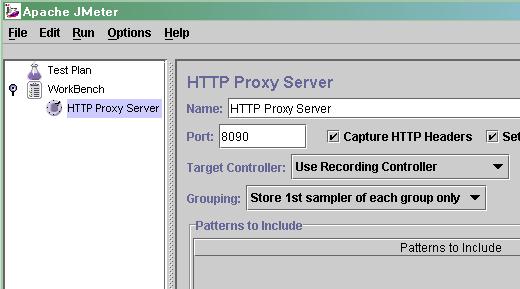 Apache JMeter
File Edit Run Options Help
Test Plan
WorkBench
HTTP Proxy Server
HTTP Proxy Server
Name: HTTP Proxy Server
Port: 8090 Capture HTTP Headers Set
Target Controller: Use Recording Controller
Grouping: Store 1st sampler of each group only
Patterns to Include
Patterns to Include